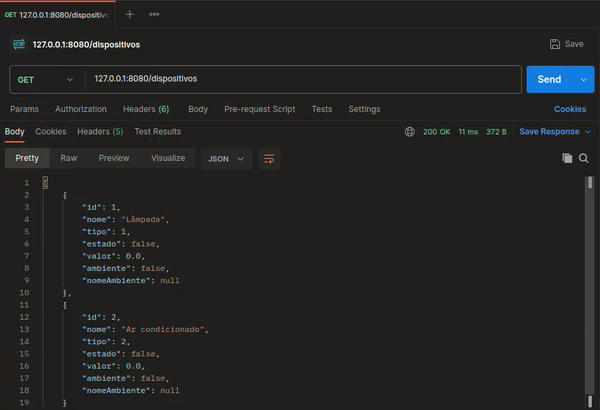 GET 127.0.0.1:8080/dispositivo
HTTP 127.0.0.1:8080/dispositivos Save
GET 127.0.0.1:8080/dispositivos Send
Params Authorization Headers (6) Body Pre-request Script Tests Settings Cookies
Body Cookies Headers (5) Test Results 200 OK 11 ms 372 B Save Response
Pretty Raw Preview Visualize JSON
1 [
2 {
3 "id": 1,
4 "nome": "Lâmpada",
5 "tipo": 1,
6 "estado": false,
7 "valor": 0.0,
8 "ambiente": false,
9 "nomeAmbiente": null
10 },
11 {
12 "id": 2,
13 "nome": "Ar condicionado",
14 "tipo": 2,
15 "estado": false,
16 "valor": 0.0,
17 "ambiente": false,
18 "nomeAmbiente": null
19 }